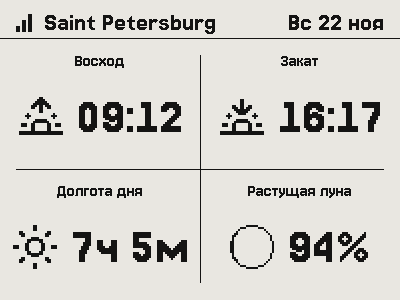 Saint Petersburg Вс 22 ноя
Восход Закат
09:12 16:17
Долгота дня Растущая луна
7ч 5м 94%